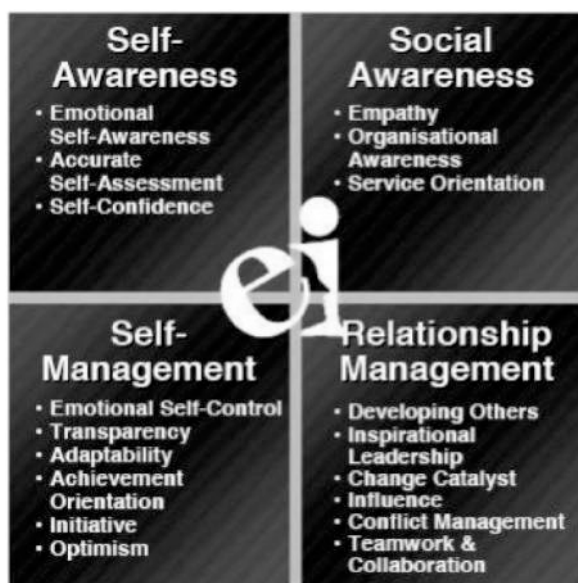 Self-
Awareness
• Emotional
Self-Awareness
• Accurate
Self-Assessment
• Self-Confidence
Social
Awareness
• Empathy
• Organisational
Awareness
• Service Orientation
ei
Self-
Management
• Emotional Self-Control
• Transparency
• Adaptability
• Achievement
Orientation
• Initiative
• Optimism
Relationship
Management
• Developing Others
• Inspirational
Leadership
• Change Catalyst
• Influence
• Conflict Management
• Teamwork &
Collaboration